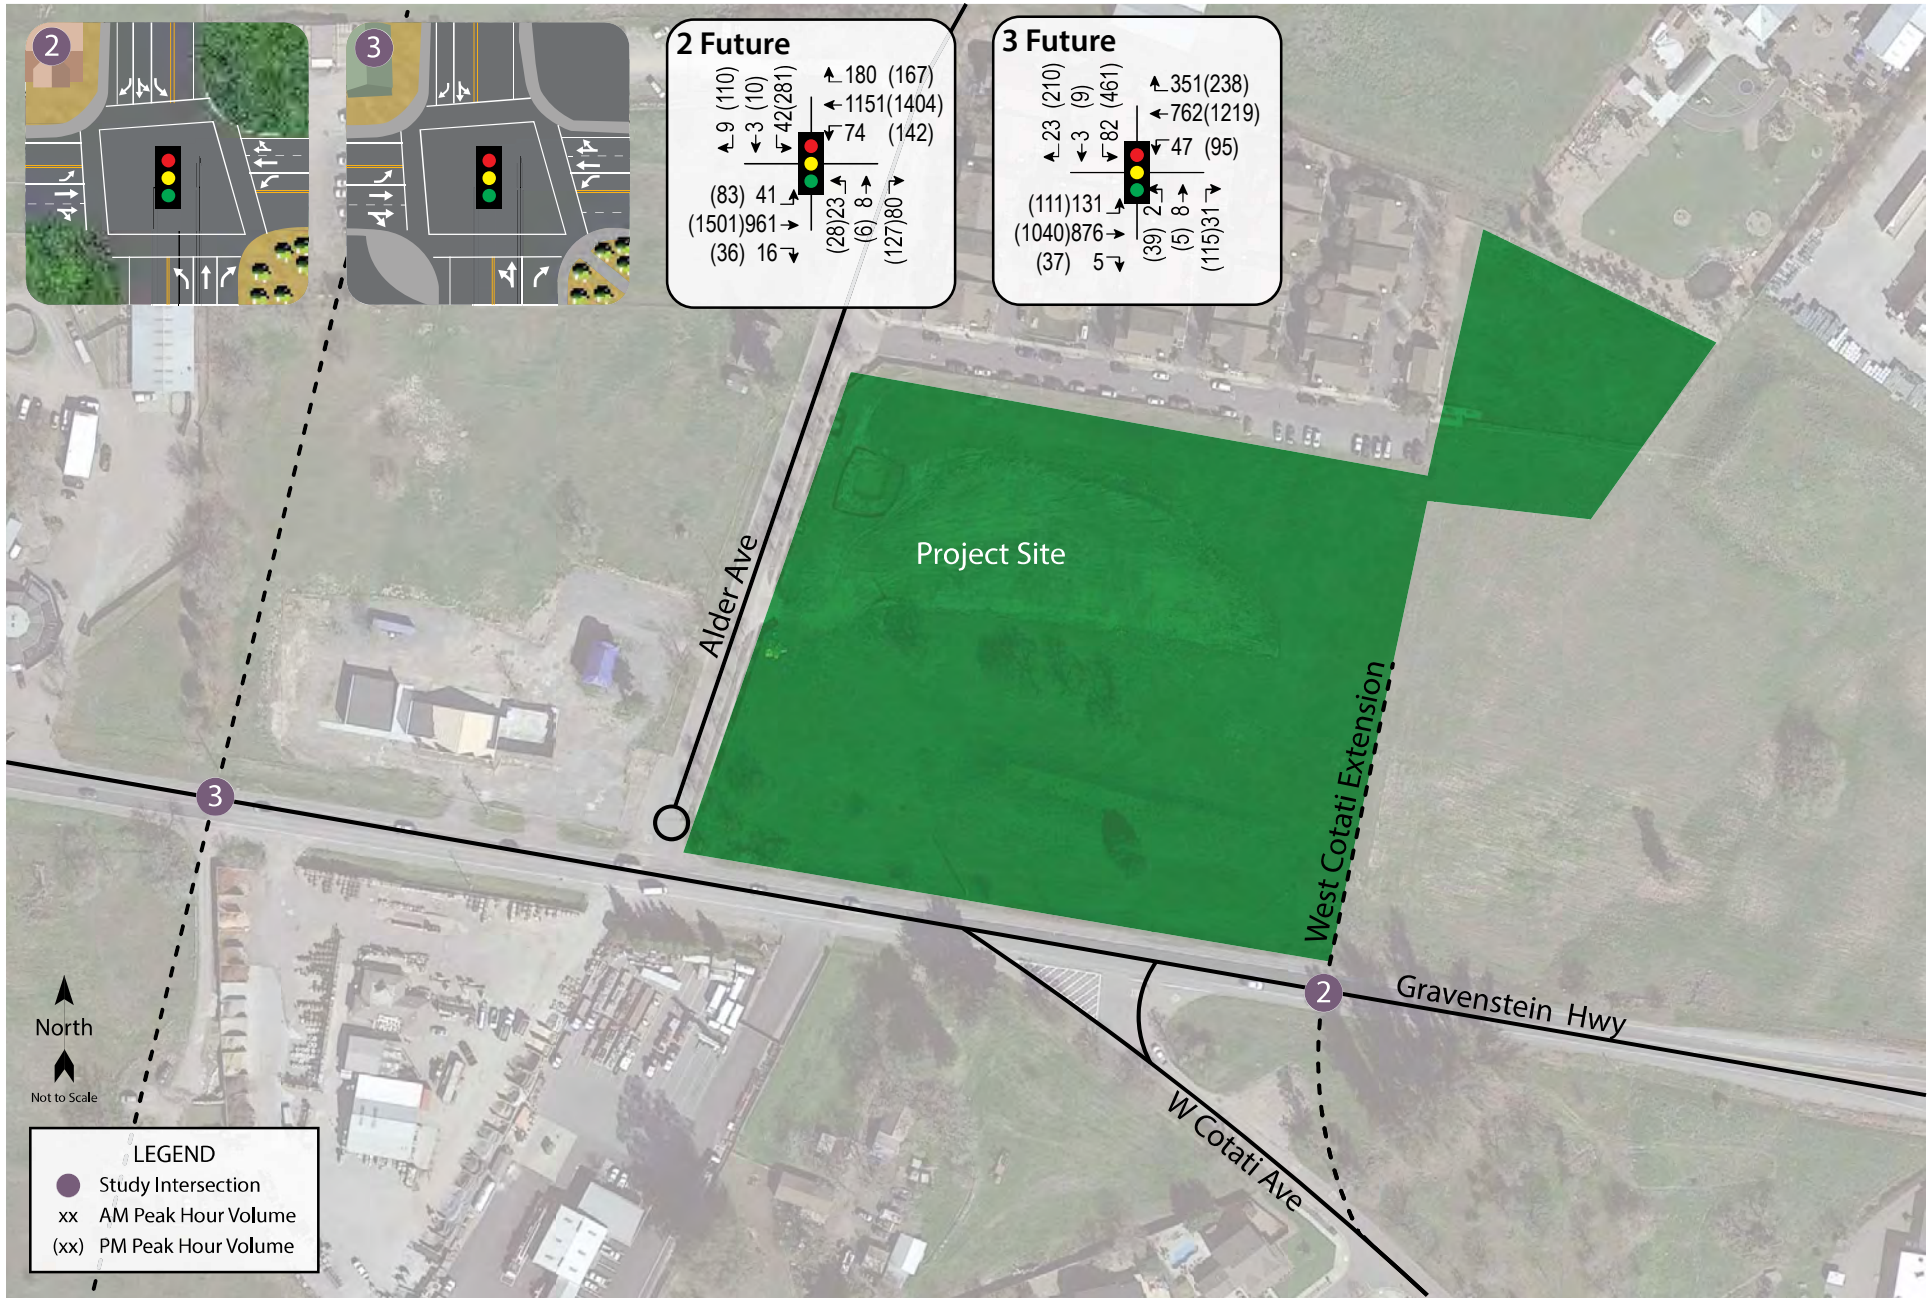 2
3
2 Future
9 (110)
3 (10)
42(281)
180 (167)
1151(1404)
74 (142)
(83) 41
(1501)961
(36) 16
(28)23
(6) 8
(127)80
3 Future
23 (210)
3 (9)
82 (461)
351(238)
762(1219)
47 (95)
(111)131
(1040)876
(37) 5
(39) 2
(5) 8
(115)31
Project Site
Alder Ave
West Cotati Extension
3
2
Gravenstein Hwy
W Cotati Ave
North
Not to Scale
LEGEND
Study Intersection
xx AM Peak Hour Volume
(xx) PM Peak Hour Volume